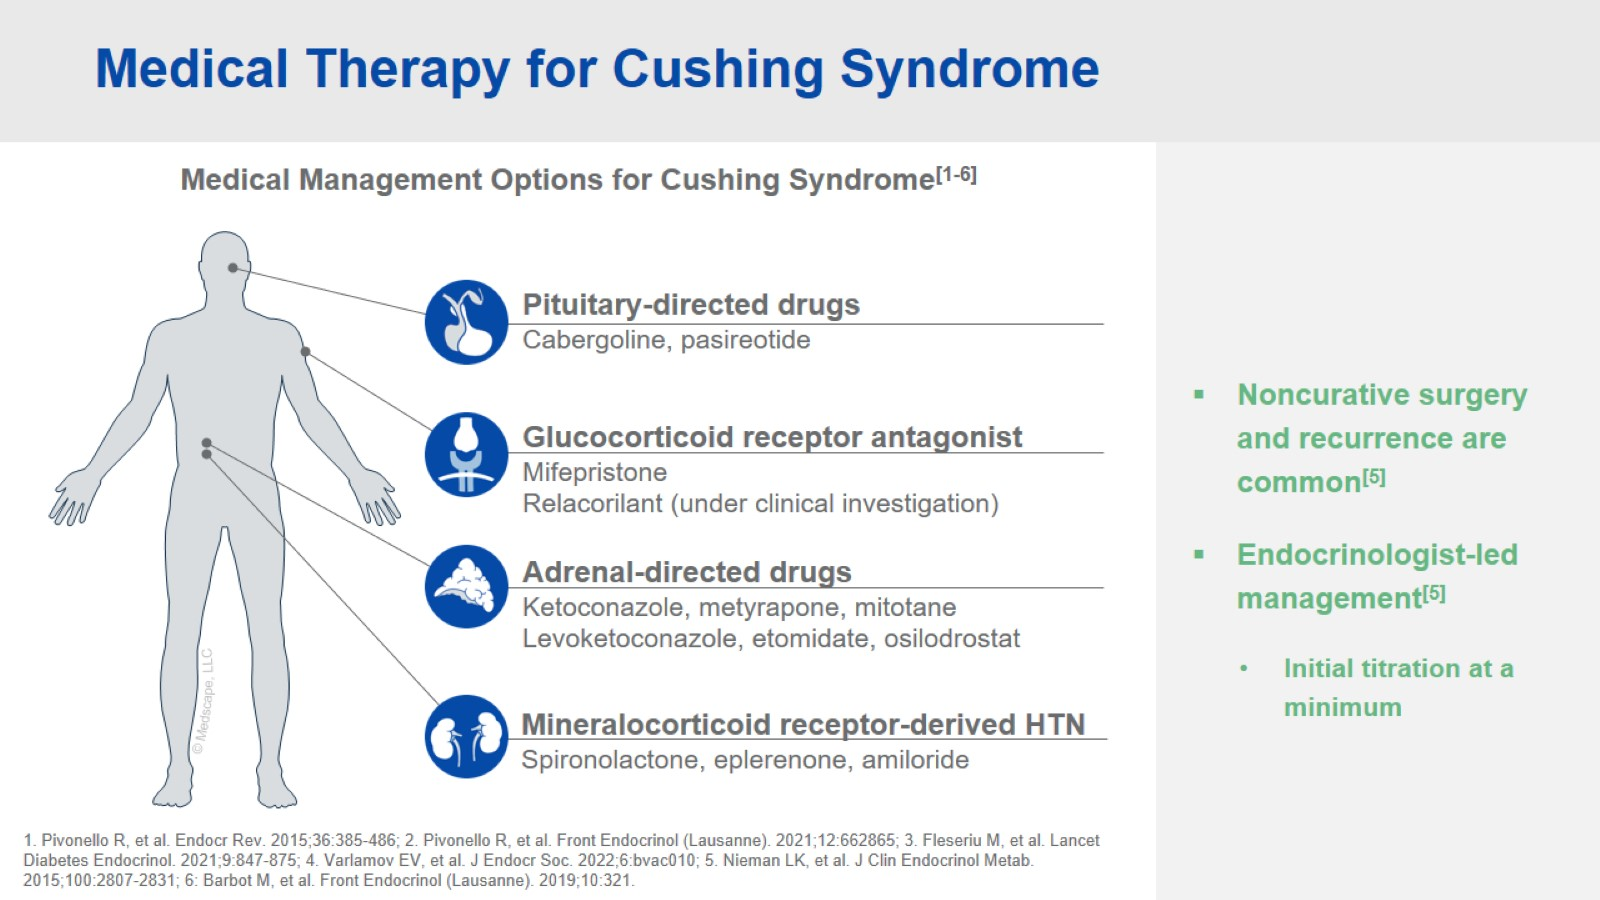 Medical Therapy for Cushing Syndrome
Medical Management Options for Cushing Syndrome[1-6]
Pituitary-directed drugs
Cabergoline, pasireotide
Glucocorticoid receptor antagonist
Mifepristone
Relacorilant (under clinical investigation)
Adrenal-directed drugs
Ketoconazole, metyrapone, mitotane
Levoketoconazole, etomidate, osilodrostat
Mineralocorticoid receptor-derived HTN
Spironolactone, eplerenone, amiloride
© Medscape, LLC
▪ Noncurative surgery
and recurrence are
common[5]
▪ Endocrinologist-led
management[5]
• Initial titration at a
minimum
1. Pivonello R, et al. Endocr Rev. 2015;36:385-486; 2. Pivonello R, et al. Front Endocrinol (Lausanne). 2021;12:662865; 3. Fleseriu M, et al. Lancet
Diabetes Endocrinol. 2021;9:847-875; 4. Varlamov EV, et al. J Endocr Soc. 2022;6:bvac010; 5. Nieman LK, et al. J Clin Endocrinol Metab.
2015;100:2807-2831; 6: Barbot M, et al. Front Endocrinol (Lausanne). 2019;10:321.